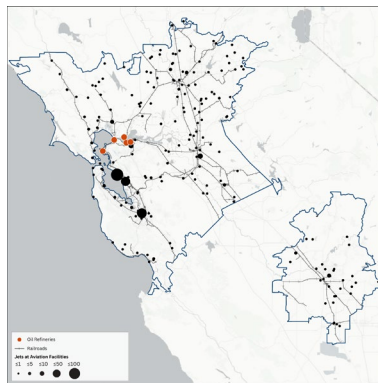 Oil Refineries
Railroads
Jets at Aviation Facilities
≤1 ≤5 ≤10 ≤50 ≤100